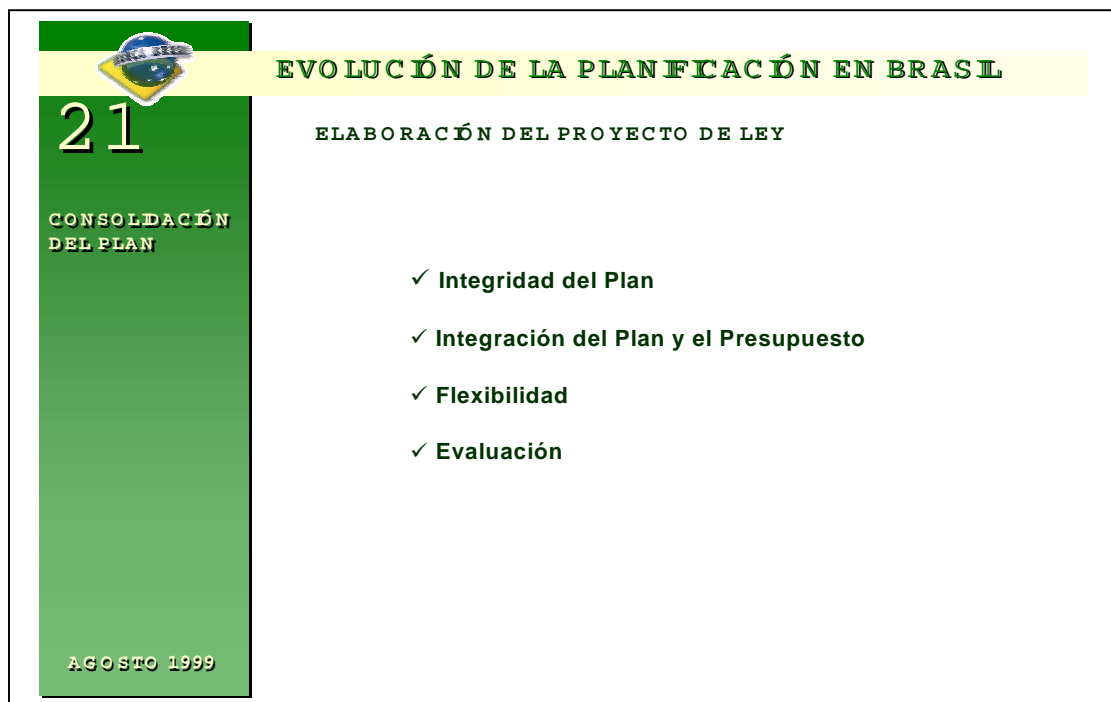 EVOLUCIÓN DE LA PLANIFICACIÓN EN BRASIL
21
ELABORACIÓN DEL PROYECTO DE LEY
CONSOLIDACIÓN
DEL PLAN
✓ Integridad del Plan
✓ Integración del Plan y el Presupuesto
✓ Flexibilidad
✓ Evaluación
AGOSTO 1999